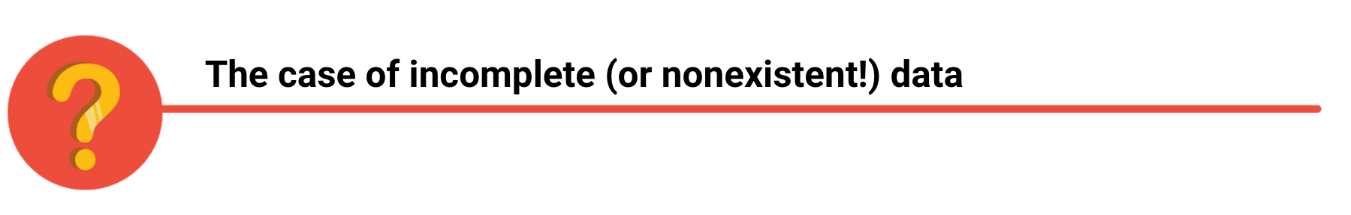 The case of incomplete (or nonexistent!) data